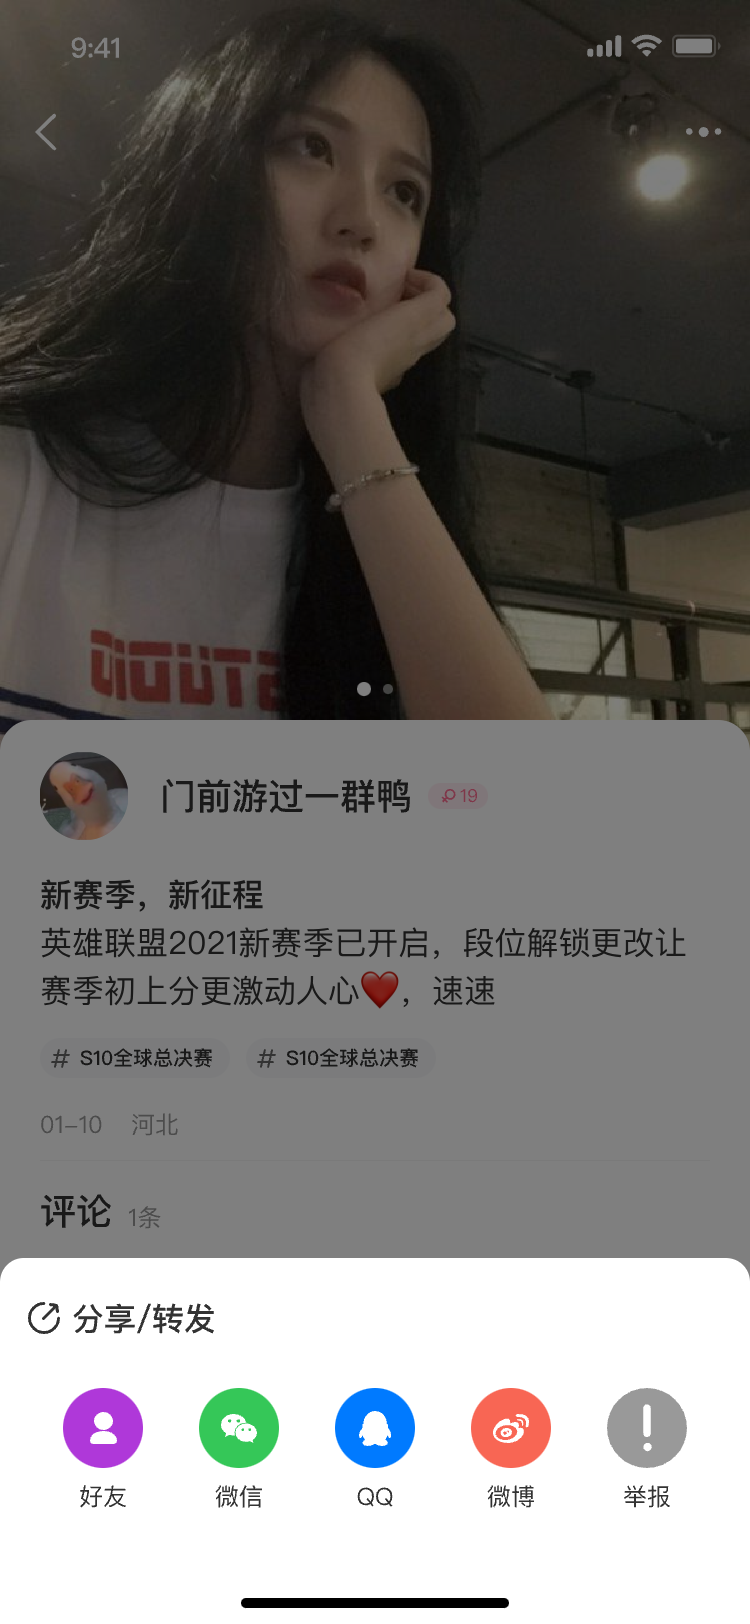 9:41
STUDIO
门前游过一群鸭
19
新赛季，新征程
英雄联盟2021新赛季已开启，段位解锁更改让
赛季初上分更激动人心❤️，速速
# S10全球总决赛 # S10全球总决赛
01-10 河北
评论 1条
分享/转发
好友 微信 QQ 微博 举报